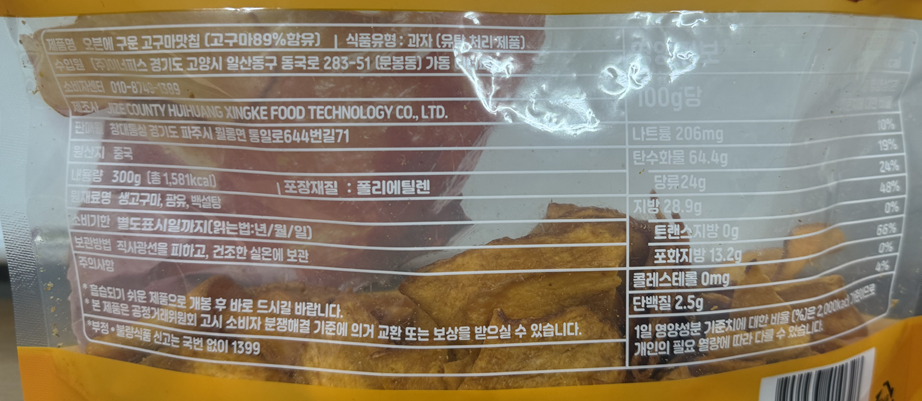 제품명 오븐에 구운 고구마맛칩 (고구마89%함유) | 식품유형 : 과자 (유탕 처리 제품)
수입원 경기도 고양시 일산동구 동국로 283-51 (문봉동) 가동
소비자센터
제조사 COUNTY HUIHUANG XINGKE FOOD TECHNOLOGY CO., LTD.
경기도 파주시 월롱면 통일로644번길71
원산지 중국
내용량 300g (총 1,581kcal) | 포장재질 : 폴리에틸렌
원재료명 생고구마, 팜유, 백설탕
소비기한 별도표시일까지(읽는법:년/월/일)
보관방법 직사광선을 피하고, 건조한 실온에 보관
주의사항
* 흡습되기 쉬운 제품으로 개봉 후 바로 드시길 바랍니다.
* 본 제품은 공정거래위원회 고시 소비자 분쟁해결 기준에 의거 교환 또는 보상을 받으실 수 있습니다.
*부정•불량식품 신고는 국번 없이 1399
100g당
나트륨 206mg 10%
탄수화물 64.4g 19%
당류24g 24%
지방 28.9g 48%
트랜스지방 0g 0%
포화지방 13.2g 66%
콜레스테롤 0mg 0%
단백질 2.5g 4%
1일 영양성분 기준치에 대한 비율 (%)은 2,000kcal 기준이므로
개인의 필요 열량에 따라 다를 수 있습니다.